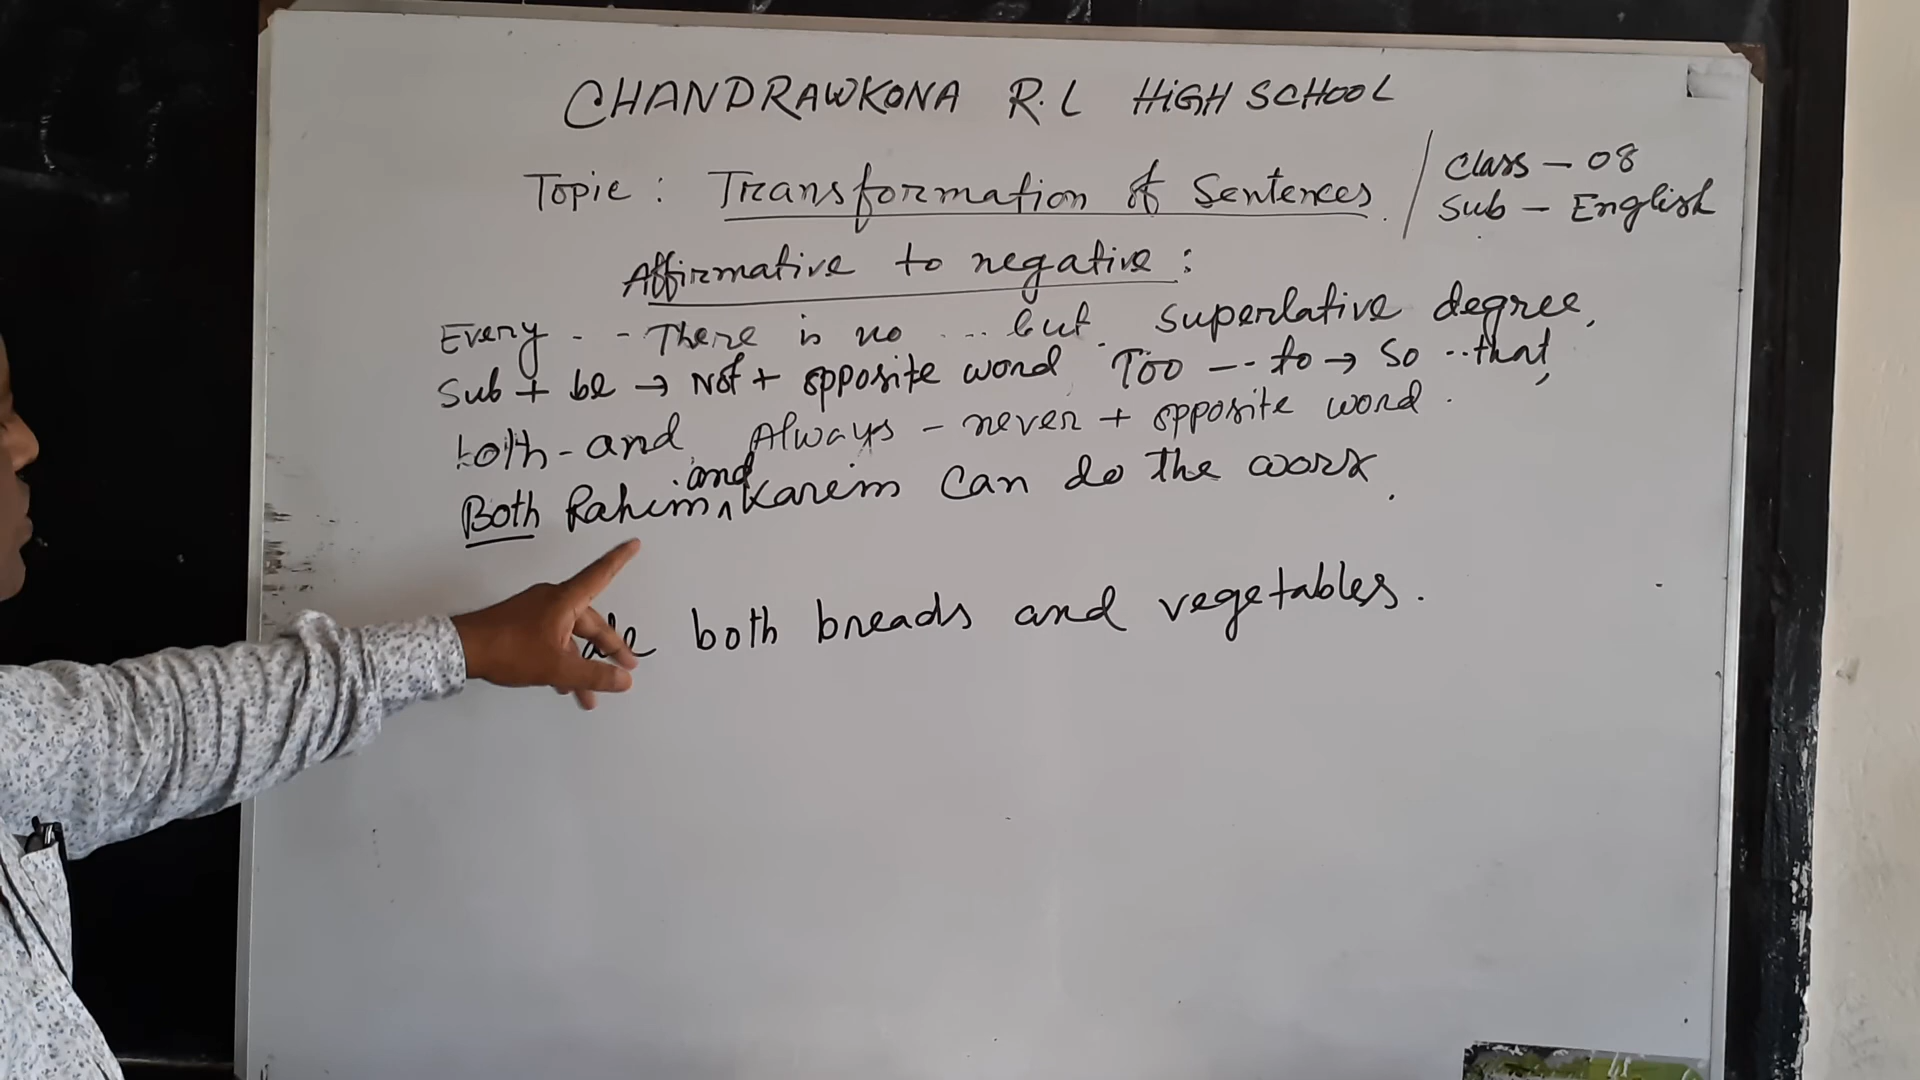 CHANDRAWKONA R.L HIGH SCHOOL
Topic : Transformation of Sentences.
Class - 08
Sub - English
Affirmative to negative :
Every - - There is no ... but. superlative degree,
Sub + be → Not + opposite word, Too --- to → So ..that,
both - and, Always - never + opposite word.
Both Rahim and Karim can do the work.
both breads and vegetables.